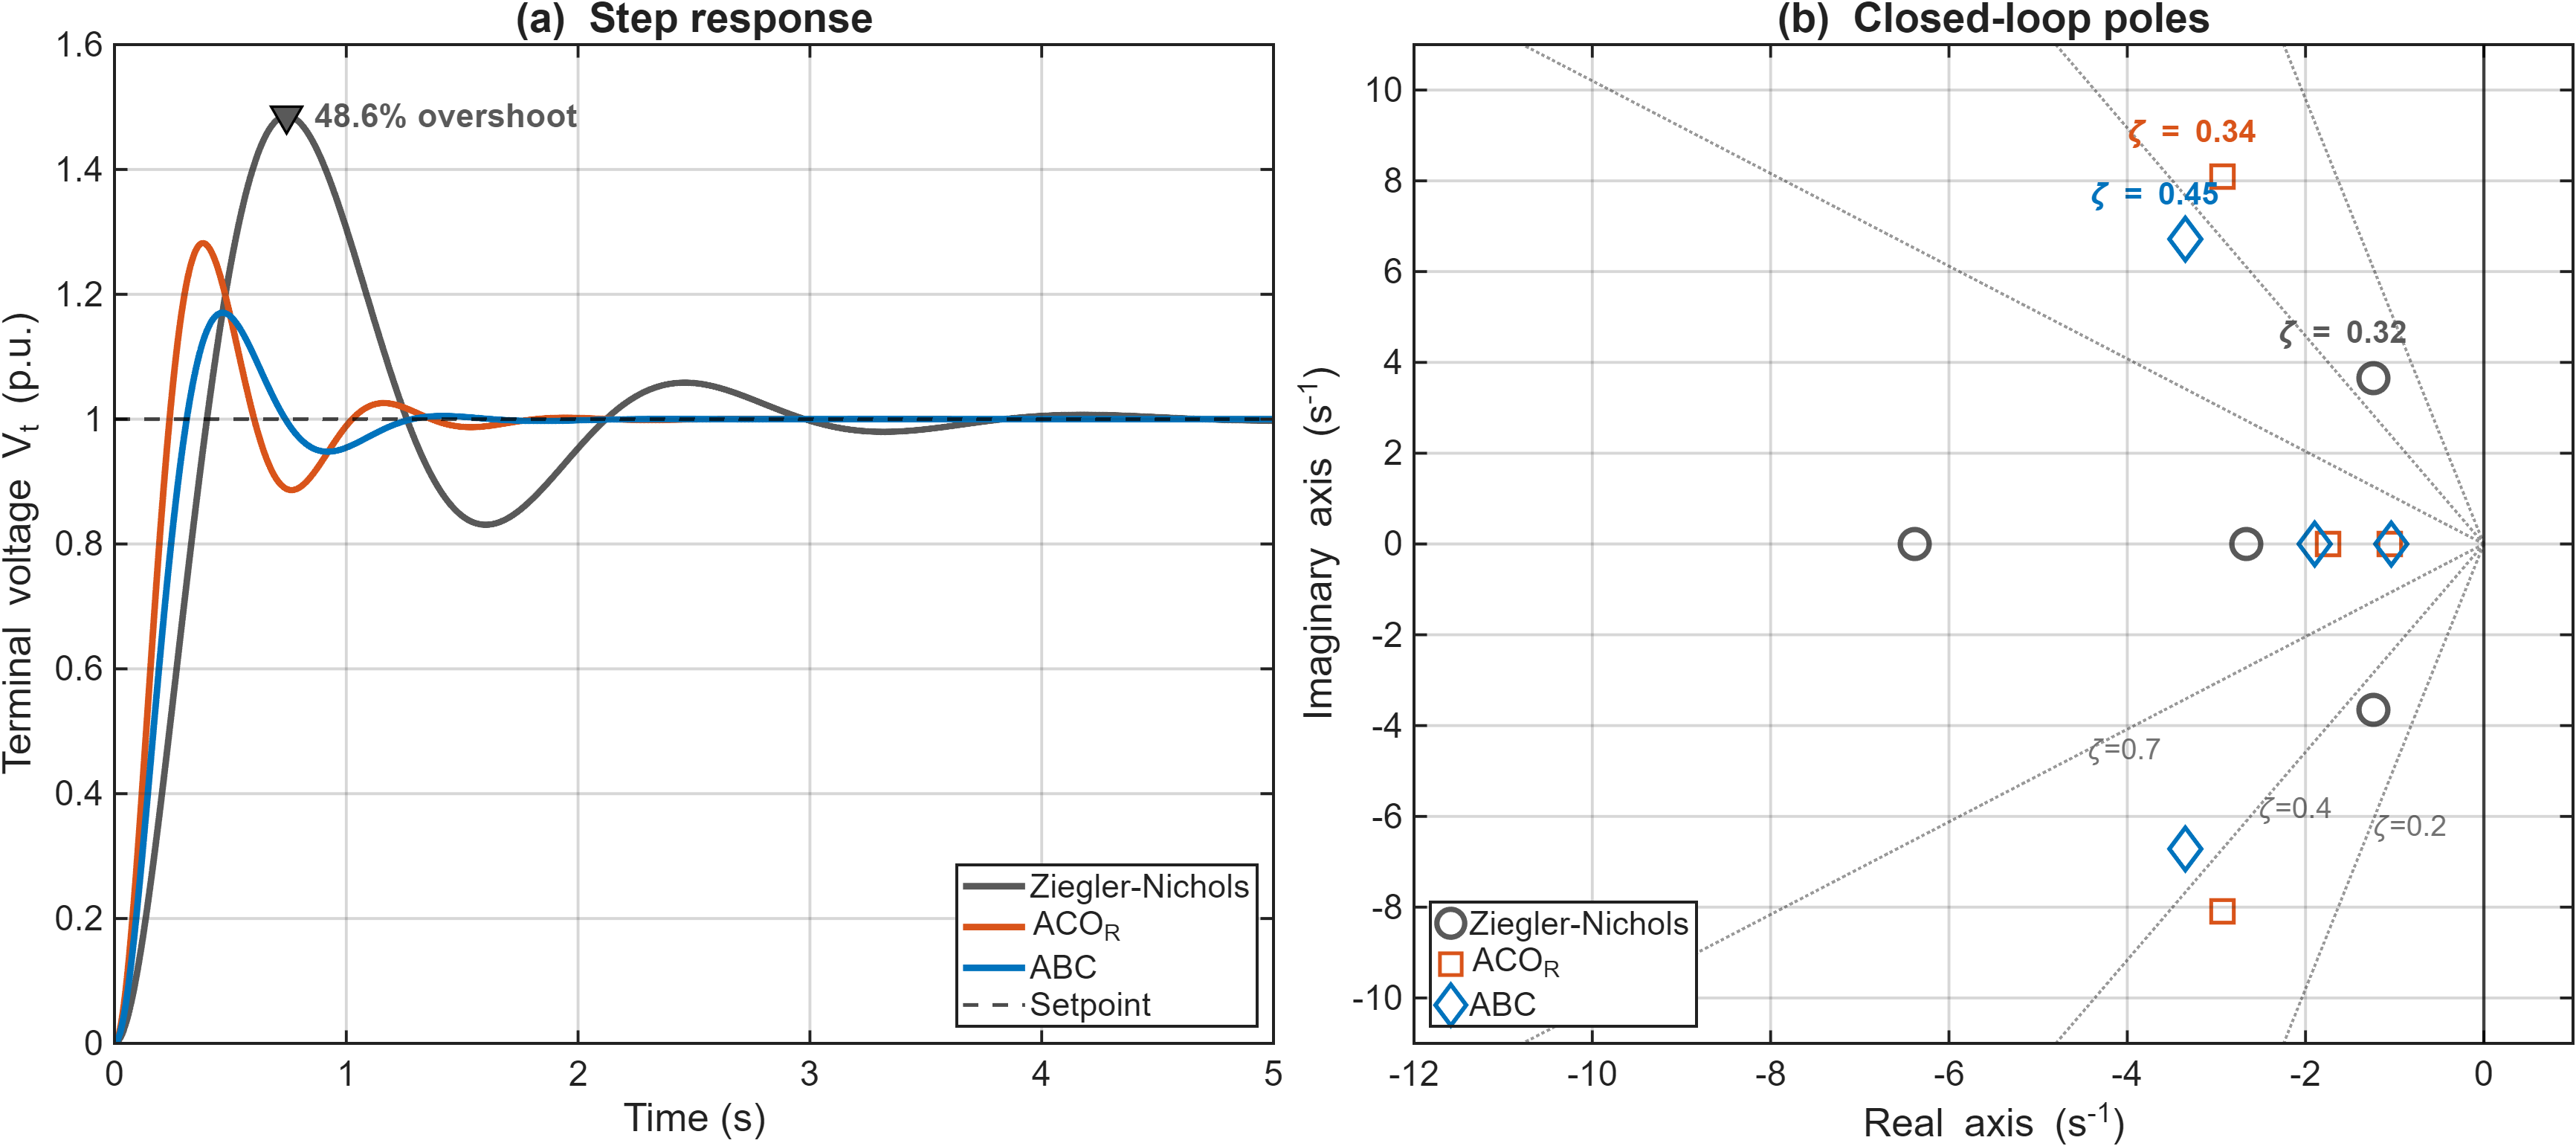 (a) Step response
1.6
1.4
1.2
1
0.8
0.6
0.4
0.2
0
0 1 2 3 4 5
Terminal voltage Vt (p.u.)
Time (s)
48.6% overshoot
Ziegler-Nichols
ACOR
ABC
Setpoint
(b) Closed-loop poles
10
8
6
4
2
0
-2
-4
-6
-8
-10
-12 -10 -8 -6 -4 -2 0
Imaginary axis (s-1)
Real axis (s-1)
ζ = 0.34
ζ = 0.45
ζ = 0.32
ζ=0.7
ζ=0.4
ζ=0.2
Ziegler-Nichols
ACOR
ABC